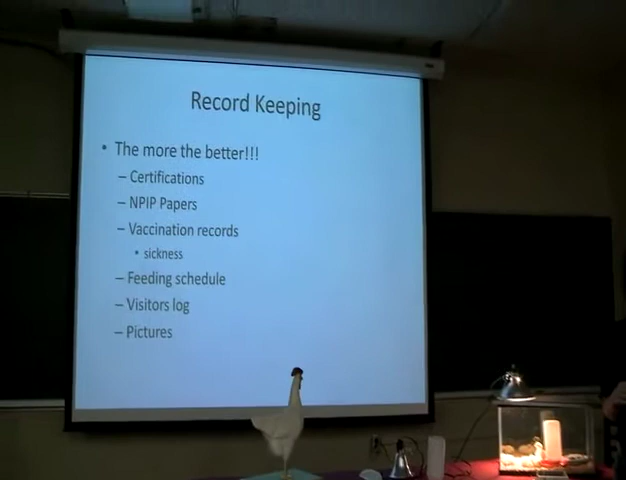 Record Keeping
• The more the better!!!
– Certifications
– NPIP Papers
– Vaccination records
• sickness
– Feeding schedule
– Visitors log
– Pictures